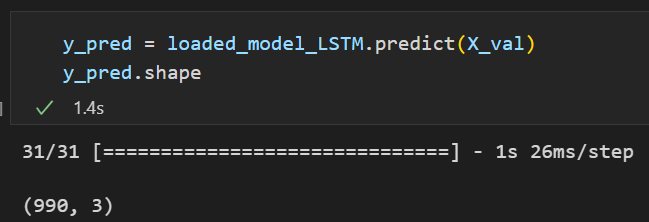 y_pred = loaded_model_LSTM.predict(X_val)
y_pred.shape
✓ 1.4s
31/31 [==============================] - 1s 26ms/step
(990, 3)